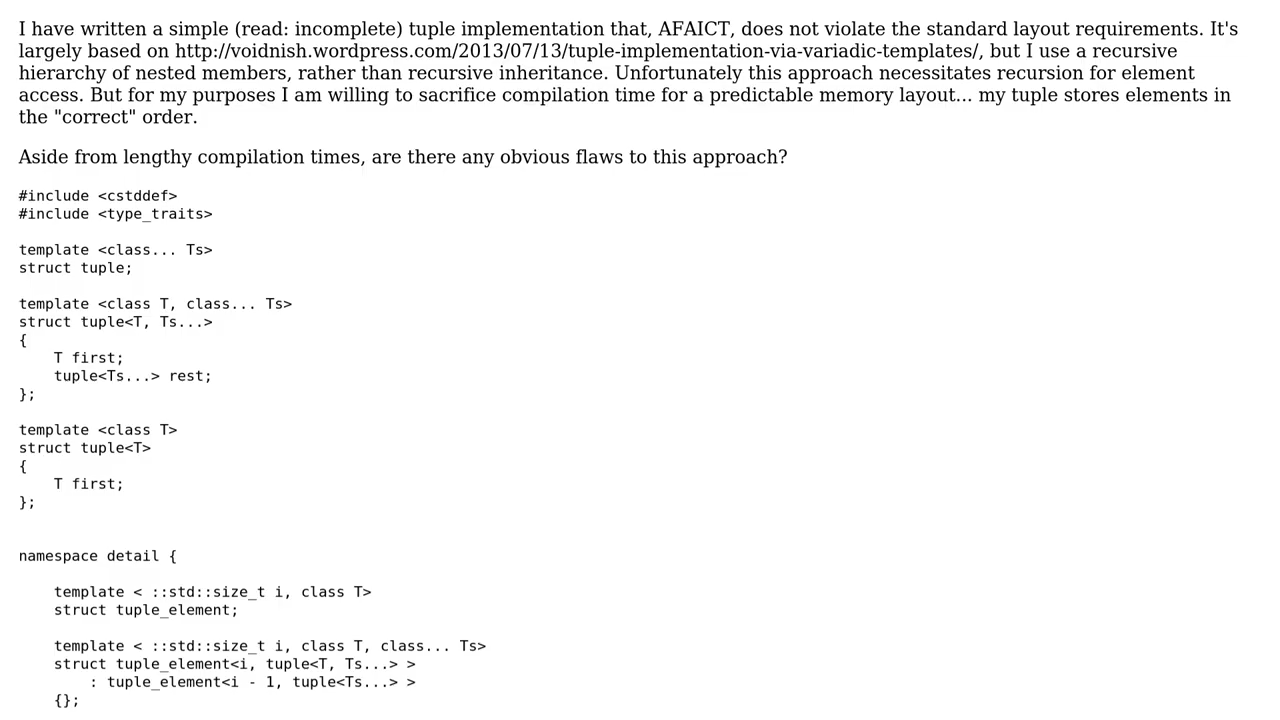 I have written a simple (read: incomplete) tuple implementation that, AFAICT, does not violate the standard layout requirements. It's
largely based on http://voidnish.wordpress.com/2013/07/13/tuple-implementation-via-variadic-templates/, but I use a recursive
hierarchy of nested members, rather than recursive inheritance. Unfortunately this approach necessitates recursion for element
access. But for my purposes I am willing to sacrifice compilation time for a predictable memory layout... my tuple stores elements in
the "correct" order.
Aside from lengthy compilation times, are there any obvious flaws to this approach?
#include <cstddef>
#include <type_traits>
template <class... Ts>
struct tuple;
template <class T, class... Ts>
struct tuple<T, Ts...>
{
    T first;
    tuple<Ts...> rest;
};
template <class T>
struct tuple<T>
{
    T first;
};
namespace detail {
    template < ::std::size_t i, class T>
    struct tuple_element;
    template < ::std::size_t i, class T, class... Ts>
    struct tuple_element<i, tuple<T, Ts...> >
        : tuple_element<i - 1, tuple<Ts...> >
    {};